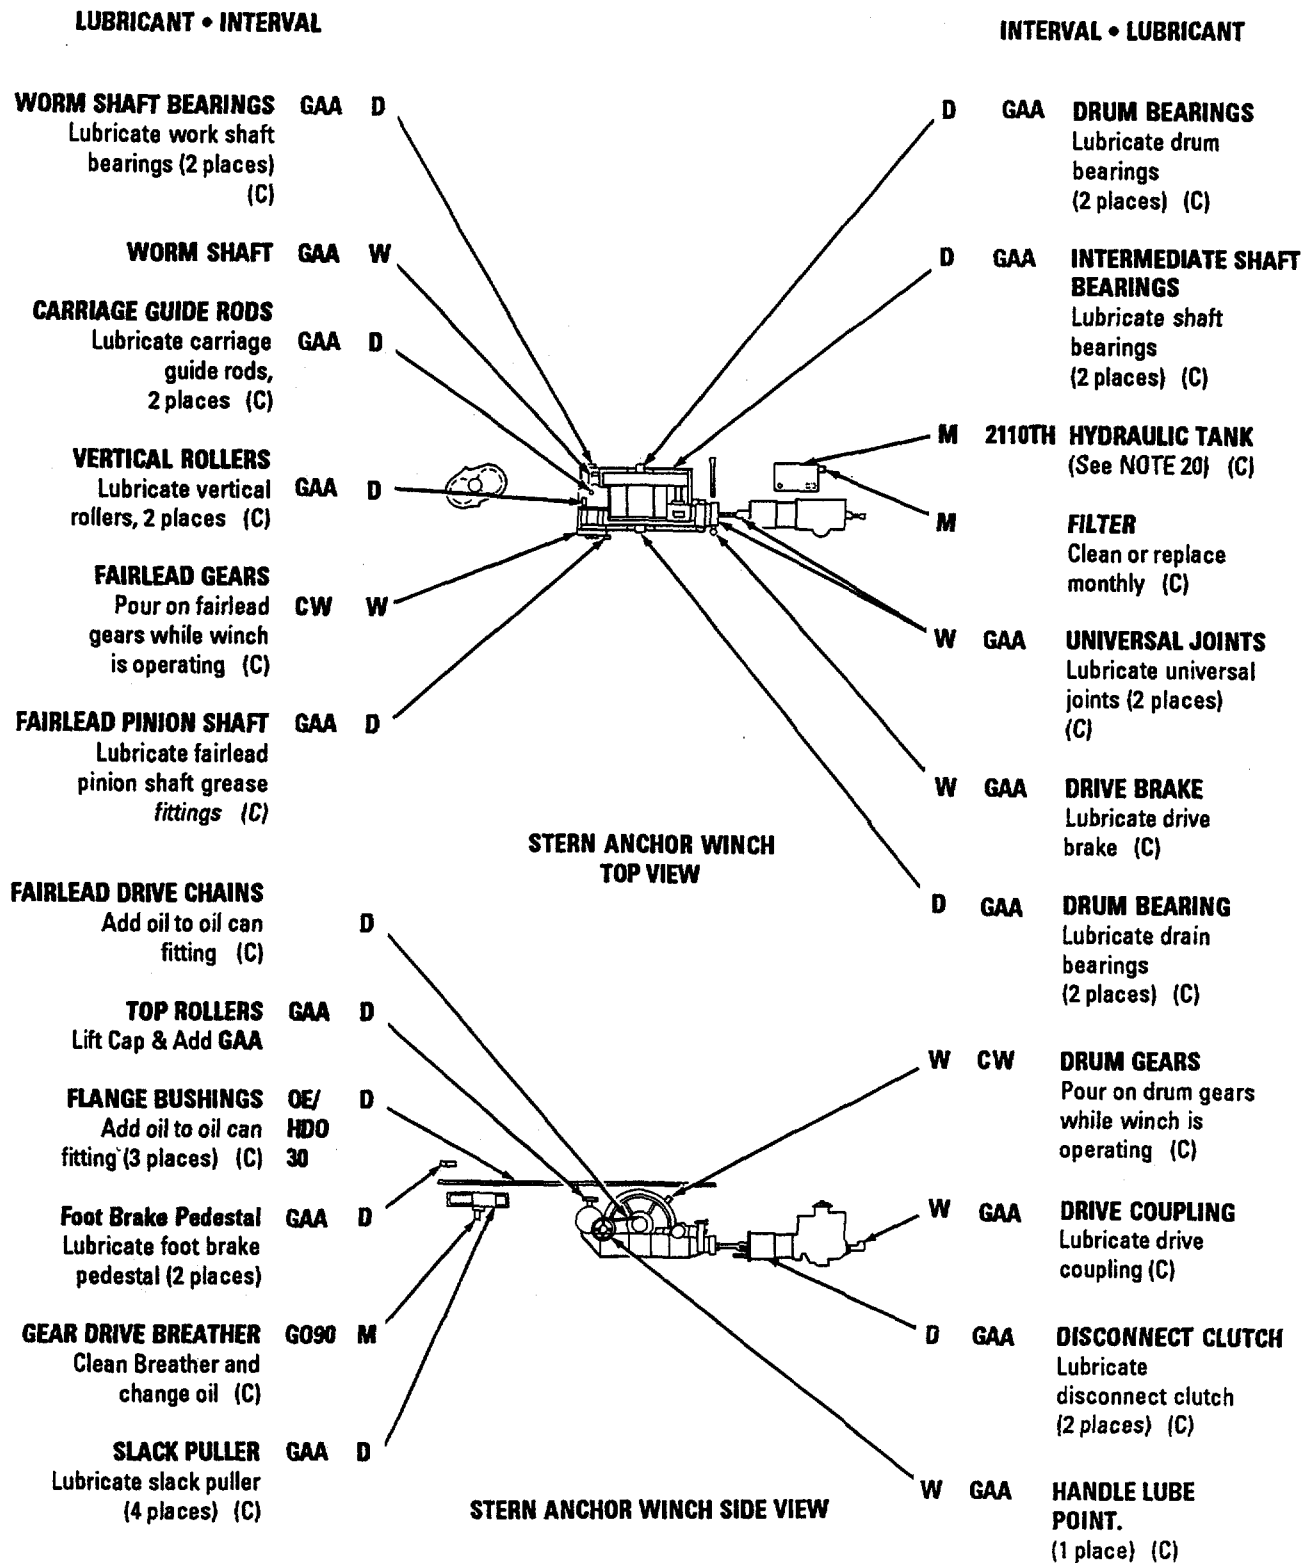 LUBRICANT • INTERVAL
INTERVAL • LUBRICANT
WORM SHAFT BEARINGS GAA D
Lubricate work shaft
bearings (2 places)
(C)
WORM SHAFT GAA W
CARRIAGE GUIDE RODS
Lubricate carriage GAA D
guide rods,
2 places (C)
VERTICAL ROLLERS
Lubricate vertical GAA D
rollers, 2 places (C)
FAIRLEAD GEARS
Pour on fairlead CW W
gears while winch
is operating (C)
FAIRLEAD PINION SHAFT GAA D
Lubricate fairlead
pinion shaft grease
fittings (C)
D GAA DRUM BEARINGS
Lubricate drum
bearings
(2 places) (C)
D GAA INTERMEDIATE SHAFT
BEARINGS
Lubricate shaft
bearings
(2 places) (C)
M 2110TH HYDRAULIC TANK
(See NOTE 20) (C)
M FILTER
Clean or replace
monthly (C)
W GAA UNIVERSAL JOINTS
Lubricate universal
joints (2 places)
(C)
W GAA DRIVE BRAKE
Lubricate drive
brake (C)
D GAA DRUM BEARING
Lubricate drain
bearings
(2 places) (C)
STERN ANCHOR WINCH
TOP VIEW
FAIRLEAD DRIVE CHAINS
Add oil to oil can D
fitting (C)
TOP ROLLERS GAA D
Lift Cap & Add GAA
FLANGE BUSHINGS OE/ D
Add oil to oil can HDO
fitting (3 places) (C) 30
Foot Brake Pedestal GAA D
Lubricate foot brake
pedestal (2 places)
GEAR DRIVE BREATHER GO90 M
Clean Breather and
change oil (C)
SLACK PULLER GAA D
Lubricate slack puller
(4 places) (C)
W CW DRUM GEARS
Pour on drum gears
while winch is
operating (C)
W GAA DRIVE COUPLING
Lubricate drive
coupling (C)
D GAA DISCONNECT CLUTCH
Lubricate
disconnect clutch
(2 places) (C)
W GAA HANDLE LUBE
POINT.
(1 place) (C)
STERN ANCHOR WINCH SIDE VIEW